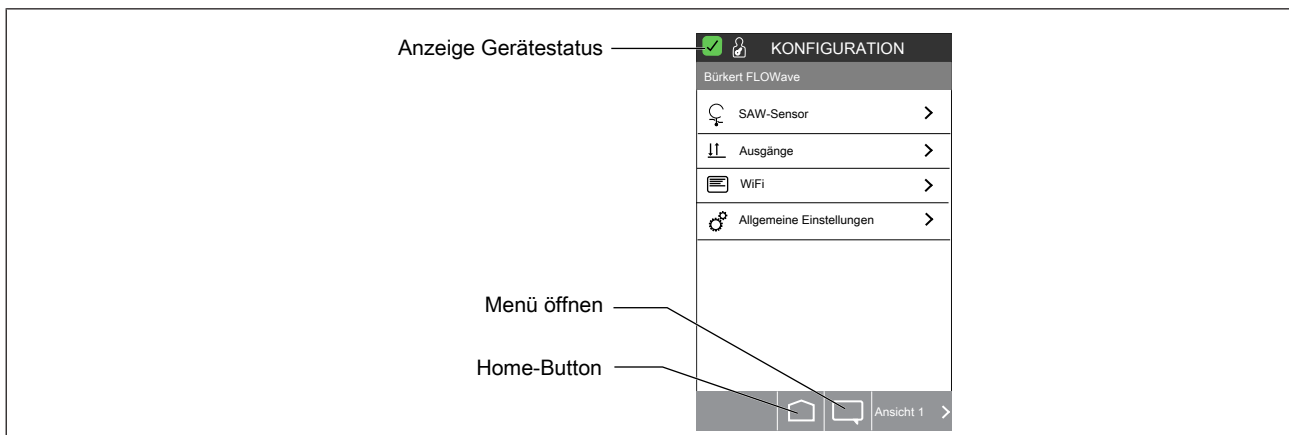 Anzeige Gerätestatus
KONFIGURATION
Bürkert FLOWave
SAW-Sensor
Ausgänge
WiFi
Allgemeine Einstellungen
Menü öffnen
Home-Button
Ansicht 1